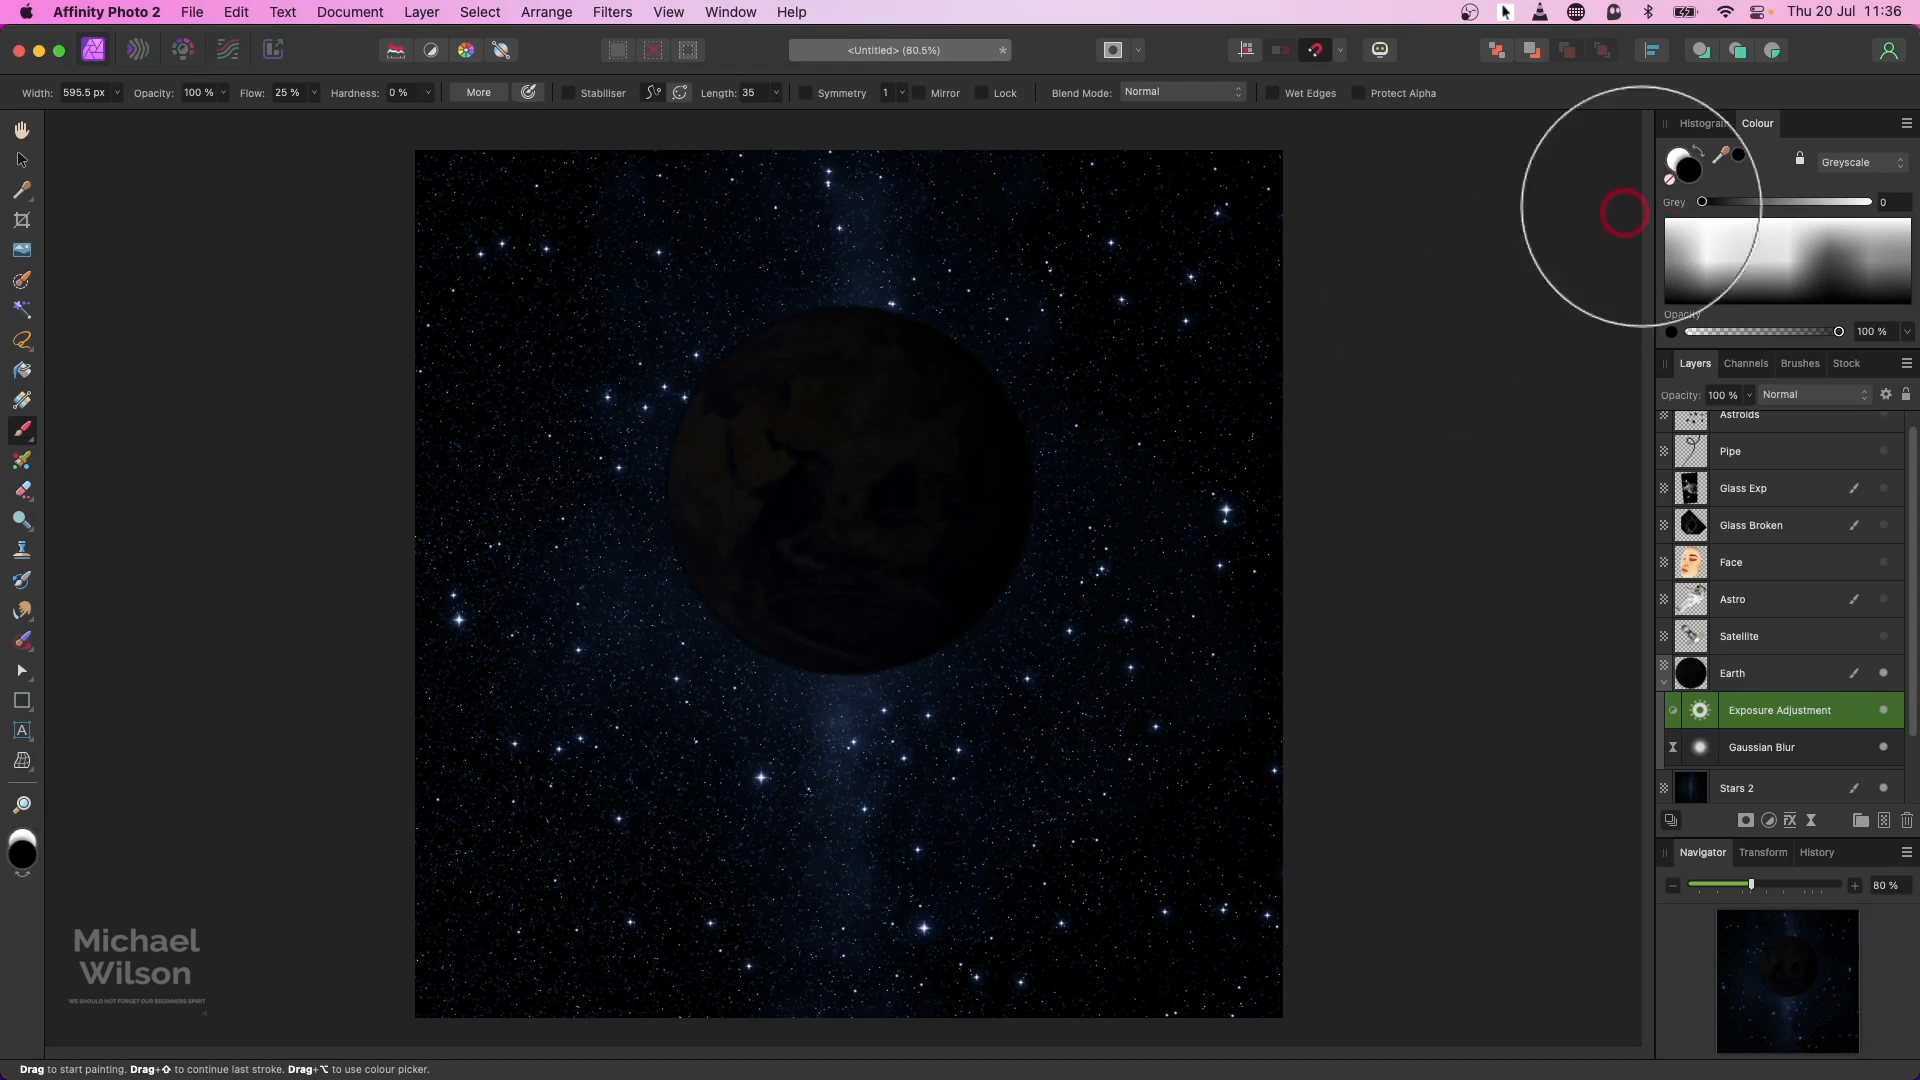 Affinity Photo 2 File Edit Text Document Layer Select Arrange Filters View Window Help Thu 20 Jul 11:36
<Untitled> (80.5%)
Width: 595.5 px Opacity: 100 % Flow: 25 % Hardness: 0 % More Stabiliser Length: 35 Symmetry 1 Mirror Lock Blend Mode: Normal Wet Edges Protect Alpha
Histogram Colour
Greyscale
Grey 0
Opacity
100 %
Layers Channels Brushes Stock
Opacity: 100 % Normal
Astroids
Pipe
Glass Exp
Glass Broken
Face
Astro
Satellite
Earth
Exposure Adjustment
Gaussian Blur
Stars 2
Navigator Transform History
80 %
Michael
Wilson
WE SHOULD NOT FORGET OUR BEGINNERS SPIRIT
Drag to start painting. Drag+⇧ to continue last stroke. Drag+⌥ to use colour picker.